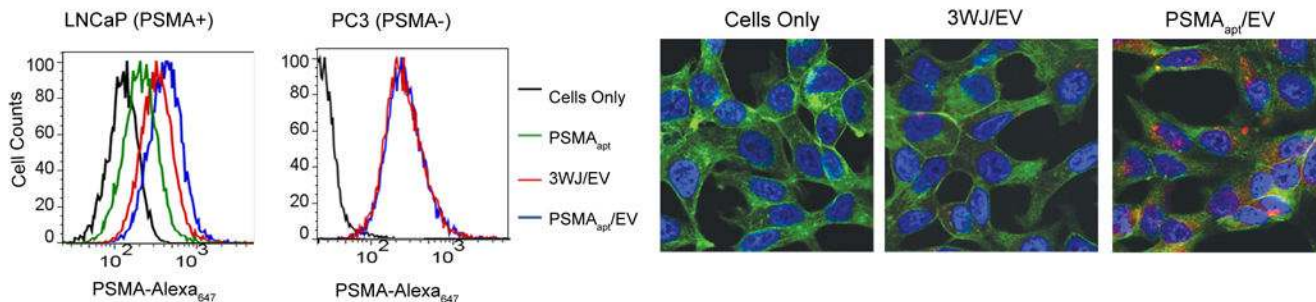 LNCaP (PSMA+)
PC3 (PSMA-)
Cell Counts
100
80
60
40
20
0
10²
10³
PSMA-Alexa₆₄₇
100
80
60
40
20
0
10²
10³
PSMA-Alexa₆₄₇
Cells Only
PSMAₐₚₜ
3WJ/EV
PSMAₐₚₜ/EV
Cells Only
3WJ/EV
PSMAₐₚₜ/EV